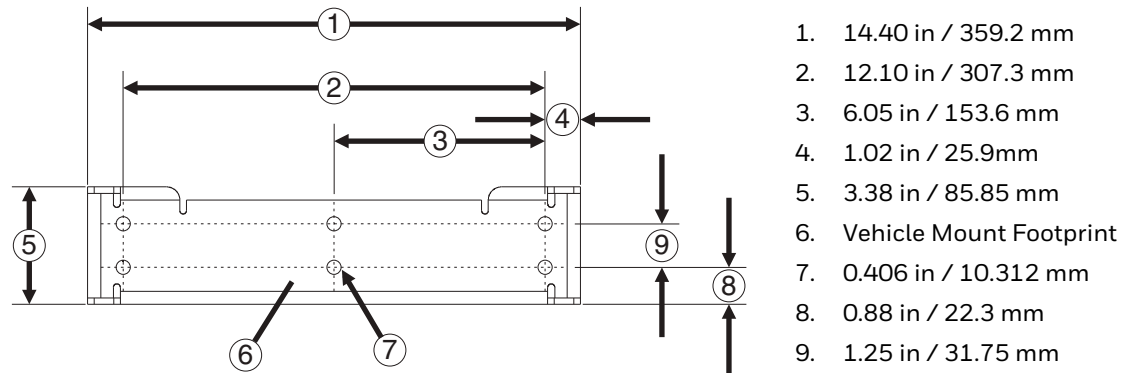 1
2
3
4
5
6
7
8
9
1. 14.40 in / 359.2 mm
2. 12.10 in / 307.3 mm
3. 6.05 in / 153.6 mm
4. 1.02 in / 25.9mm
5. 3.38 in / 85.85 mm
6. Vehicle Mount Footprint
7. 0.406 in / 10.312 mm
8. 0.88 in / 22.3 mm
9. 1.25 in / 31.75 mm